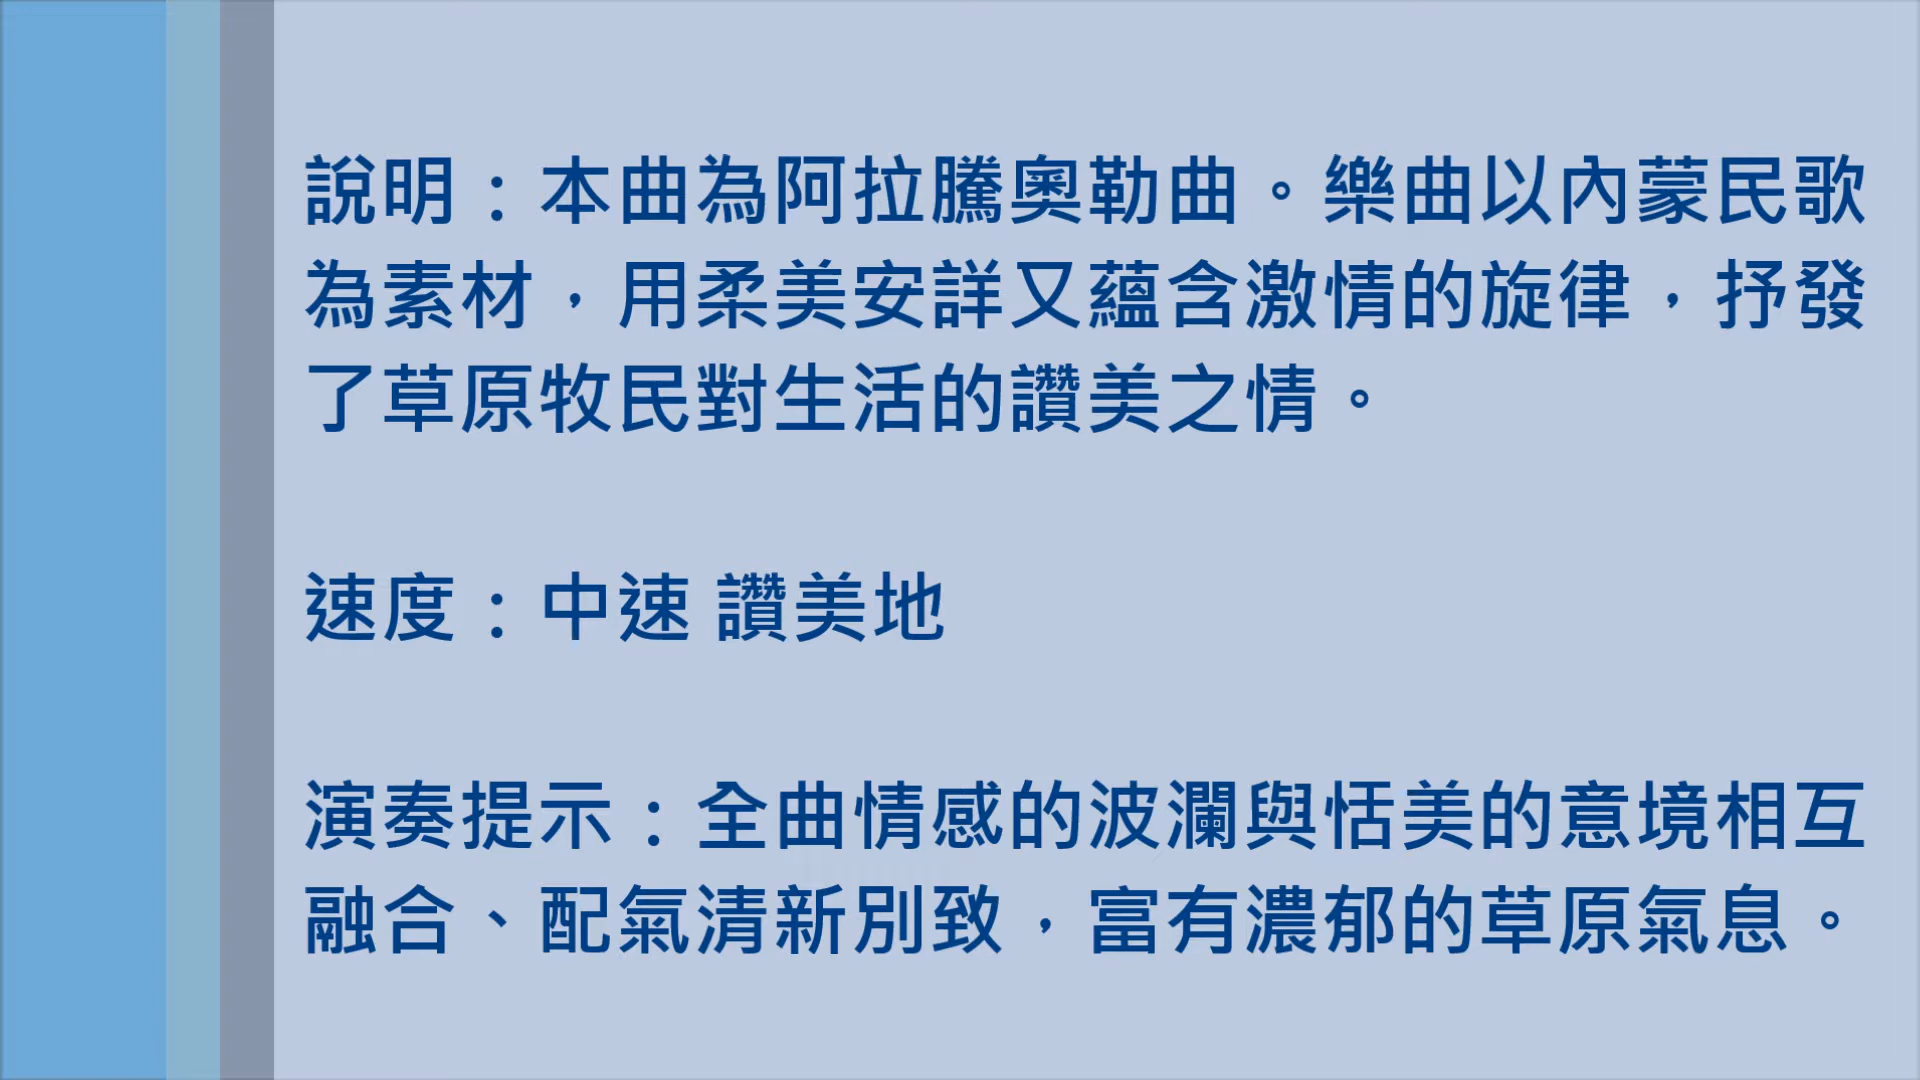 說明：本曲為阿拉騰奧勒曲。樂曲以內蒙民歌
為素材，用柔美安詳又蘊含激情的旋律，抒發
了草原牧民對生活的讚美之情。
速度：中速 讚美地
演奏提示：全曲情感的波瀾與恬美的意境相互
融合、配氣清新別致，富有濃郁的草原氣息。